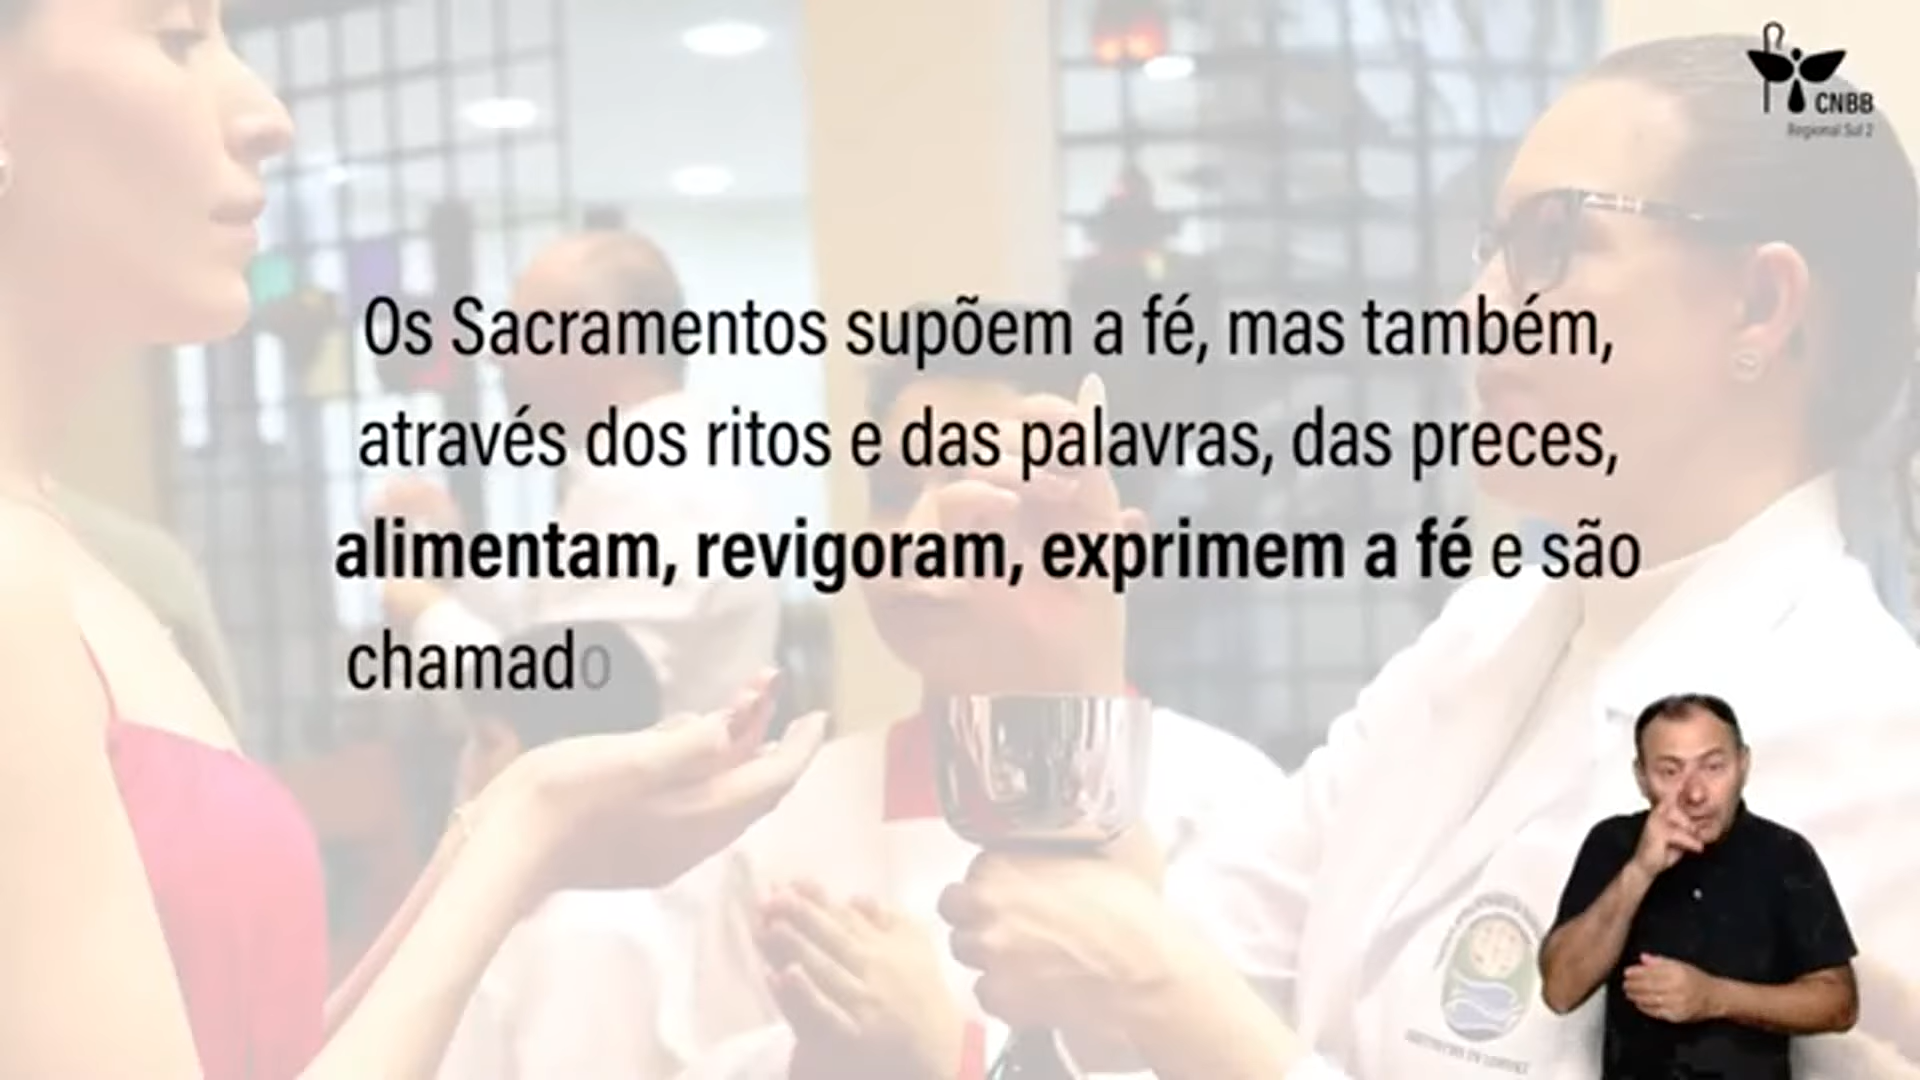 CNBB
Regional Sul 2
Os Sacramentos supõem a fé, mas também,
através dos ritos e das palavras, das preces,
alimentam, revigoram, exprimem a fé e são
chamado